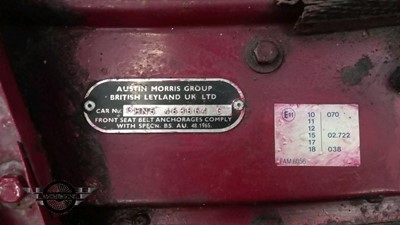 AUSTIN MORRIS GROUP
BRITISH LEYLAND UK LTD
CAR No.
FRONT SEAT BELT ANCHORAGES COMPLY
WITH SPECN. B.S. AU. 48.1965.
E11 10 070
11
12
15 02.722
17
18 038